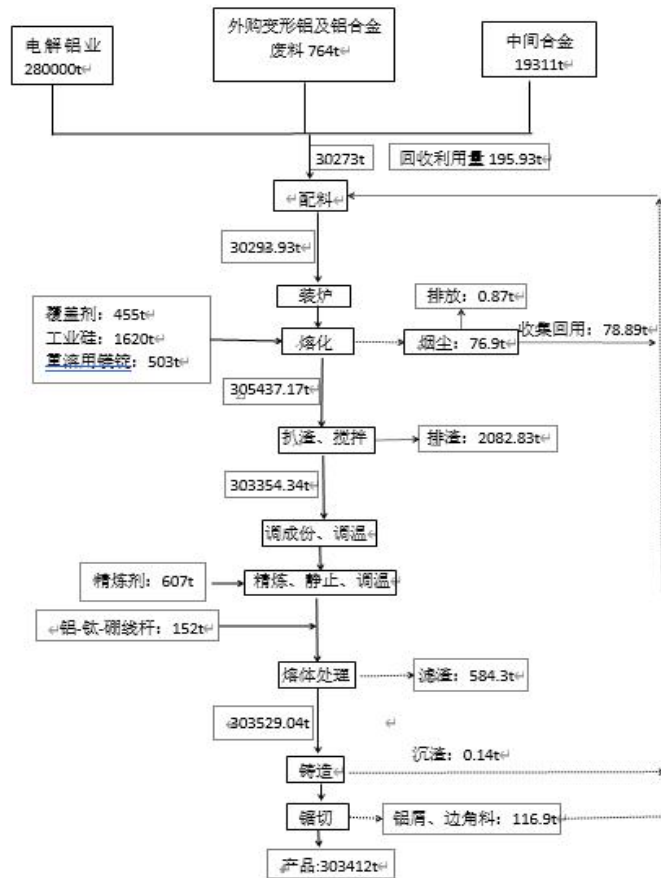 电解铝业
280000t
外购变形铝及铝合金
废料 764t
中间合金
19311t
30273t
回收利用量 195.93t
配料
30293.93t
装炉
排放：0.87t
覆盖剂：455t
工业硅：1620t
重溶用镁锭：503t
熔化
烟尘：76.9t
收集回用：78.89t
305437.17t
扒渣、搅拌
排渣：2082.83t
303354.34t
调成份、调温
精炼剂：607t
精炼、静止、调温
铝-钛-硼线杆：152t
熔体处理
滤渣：584.3t
303529.04t
沉渣：0.14t
铸造
锯切
铝屑、边角料：116.9t
产品:303412t